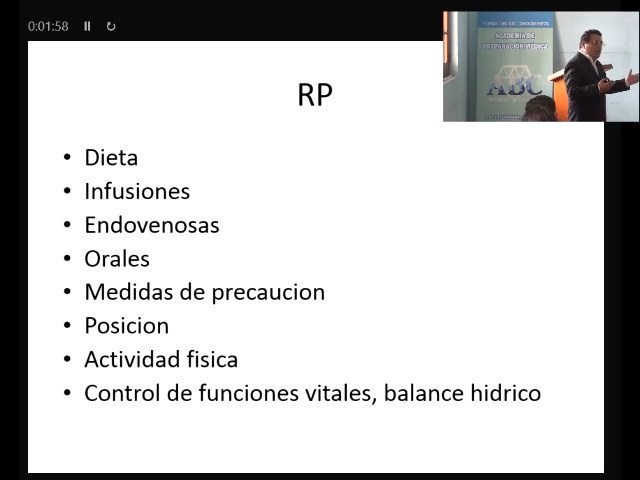 0:01:58
ACADEMIA DE
PREPARACION MEDICA
ABC
RP
• Dieta
• Infusiones
• Endovenosas
• Orales
• Medidas de precaucion
• Posicion
• Actividad fisica
• Control de funciones vitales, balance hidrico